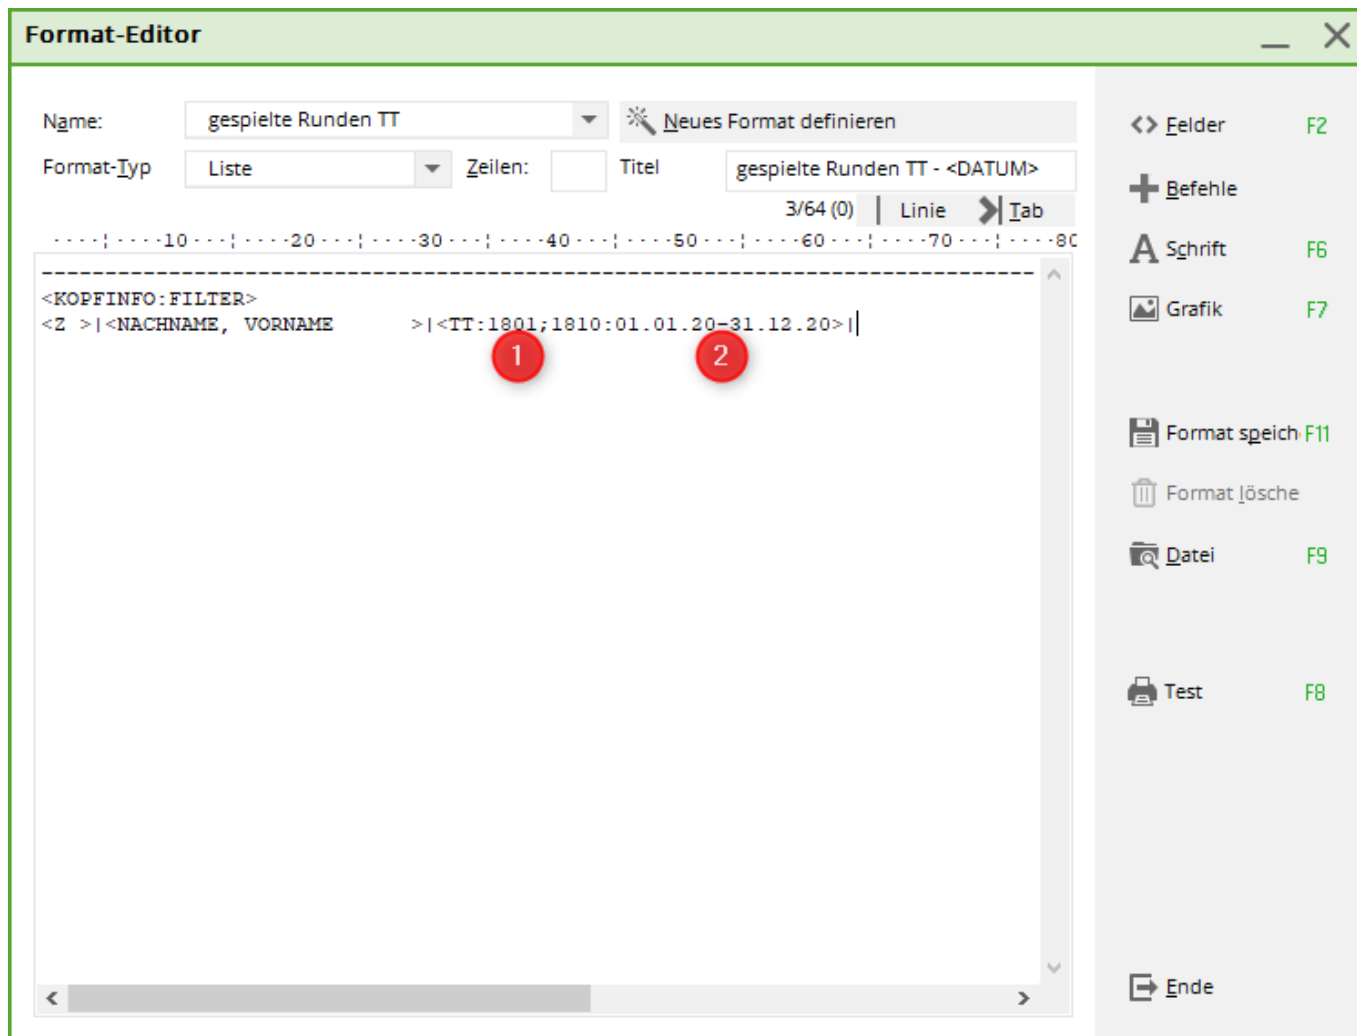 Format-Editor
Name: gespielte Runden TT Neues Format definieren
Format-Typ Liste Zeilen: Titel gespielte Runden TT - <DATUM>
3/64 (0) Linie Tab
····¦····10···¦····20···¦····30···¦····40···¦····50···¦····60···¦····70···¦····80
------------------------------------------------------------------------------
<KOPFINFO:FILTER>
<Z >|<NACHNAME, VORNAME      >|<TT:1801;1810:01.01.20-31.12.20>|
1 2
<> Felder F2
Befehle
Schrift F6
Grafik F7
Format speich F11
Format lösche
Datei F9
Test F8
Ende